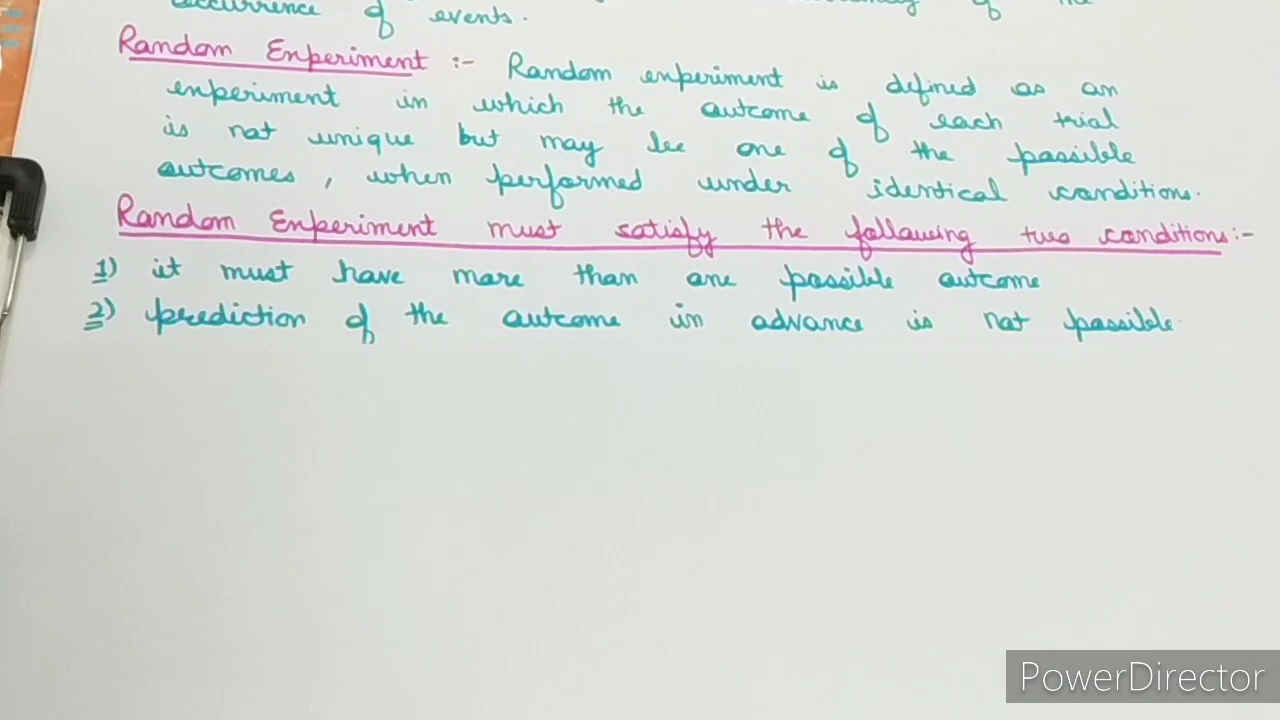 occurrence of events.
Random Experiment :- Random experiment is defined as an
experiment in which the outcome of each trial
is not unique but may be one of the possible
outcomes, when performed under identical conditions.
Random Experiment must satisfy the following two conditions:-
1) it must have more than one possible outcome
2) prediction of the outcome in advance is not possible.
PowerDirector